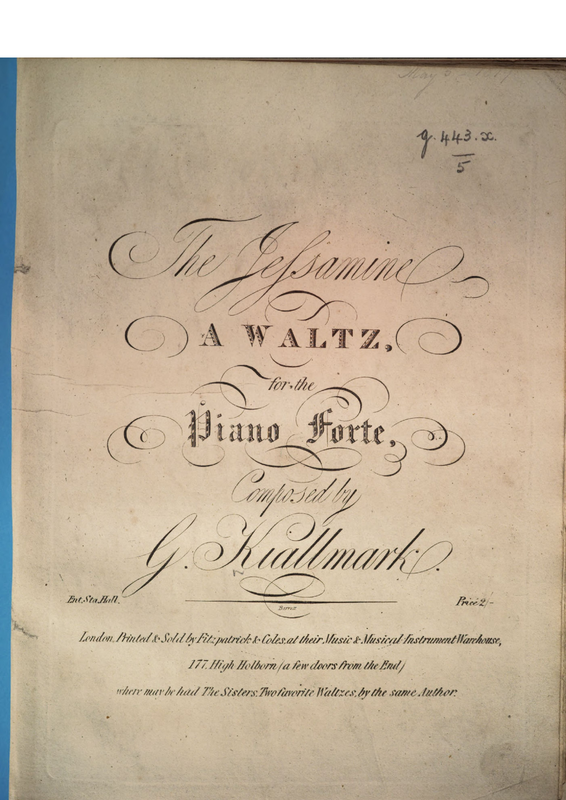 g. 443. x.
5
The Jeſsamine
A WALTZ,
for the
Piano Forte,
Composed by
G. Kiallmark.
Ent. Sta. Hall.
Price 2/-
London, Printed & Sold by Fitzpatrick & Coles, at their Music & Musical Instrument Warehouse,
177, High Holborn (a few doors from the End)
where may be had The Sisters, Two favorite Waltzes, by the same Author.